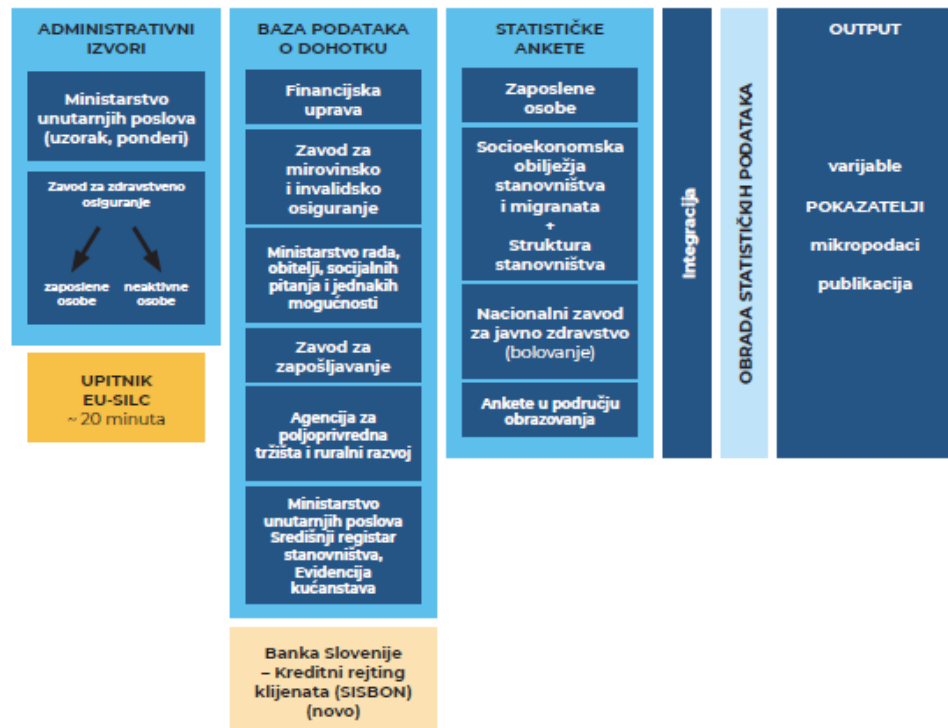 ADMINISTRATIVNI
IZVORI
Ministarstvo
unutarnjih poslova
(uzorak, ponderi)
Zavod za zdravstveno
osiguranje
zaposlene
osobe
neaktivne
osobe
UPITNIK
EU-SILC
~ 20 minuta
BAZA PODATAKA
O DOHOTKU
Financijska
uprava
Zavod za
mirovinsko
i invalidsko
osiguranje
Ministarstvo rada,
obitelji, socijalnih
pitanja i jednakih
mogućnosti
Zavod za
zapošljavanje
Agencija za
poljoprivredna
tržišta i ruralni razvoj
Ministarstvo
unutarnjih poslova
Središnji registar
stanovništva,
Evidencija
kućanstava
Banka Slovenije
– Kreditni rejting
klijenata (SISBON)
(novo)
STATISTIČKE
ANKETE
Zaposlene
osobe
Socioekonomska
obilježja
stanovništva
i migranata
+
Struktura
stanovništva
Nacionalni zavod
za javno zdravstvo
(bolovanje)
Ankete u području
obrazovanja
Integracija
OBRADA STATISTIČKIH PODATAKA
OUTPUT
varijable
POKAZATELJI
mikropodaci
publikacija